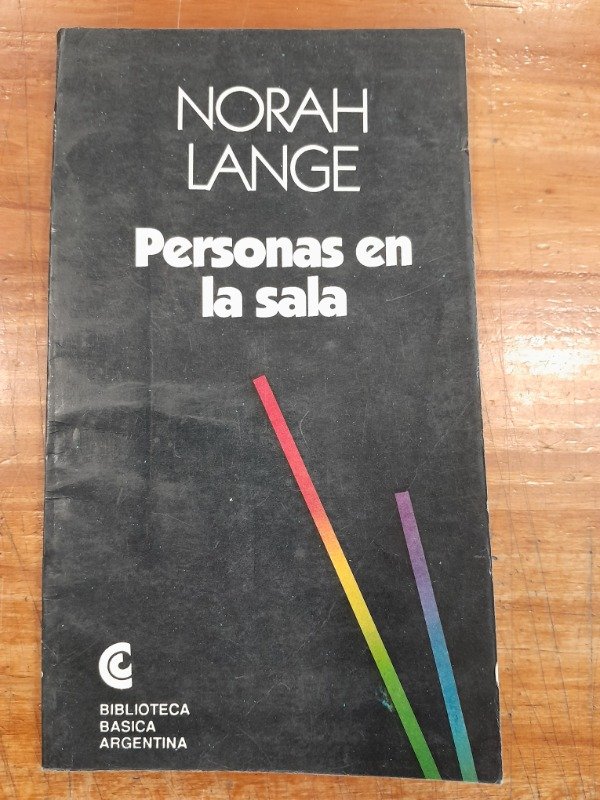 NORAH
LANGE
Personas en
la sala
BIBLIOTECA
BASICA
ARGENTINA